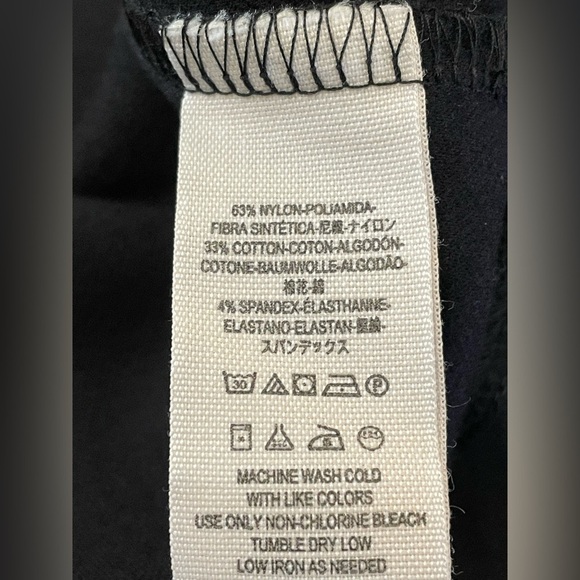 63% NYLON-POLIAMIDA-
FIBRA SINTÉTICA-尼龍-ナイロン
33% COTTON-COTON-ALGODÓN-
COTONE-BAUMWOLLE-ALGODÃO-
棉花-綿
4% SPANDEX-ÉLASTHANNE-
ELASTANO-ELASTAN-
スパンデックス
30 P
MACHINE WASH COLD
WITH LIKE COLORS
USE ONLY NON-CHLORINE BLEACH
TUMBLE DRY LOW
LOW IRON AS NEEDED